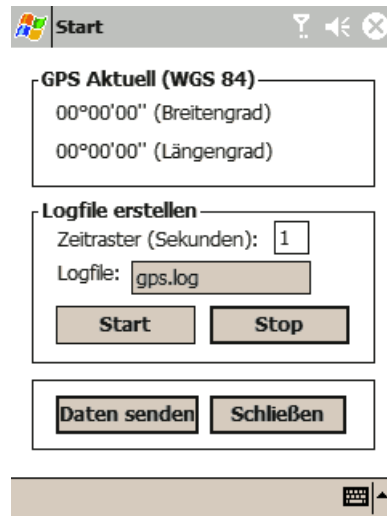 Start
GPS Aktuell (WGS 84)
00°00'00" (Breitengrad)
00°00'00" (Längengrad)
Logfile erstellen
Zeitraster (Sekunden): 1
Logfile: gps.log
Start Stop
Daten senden Schließen